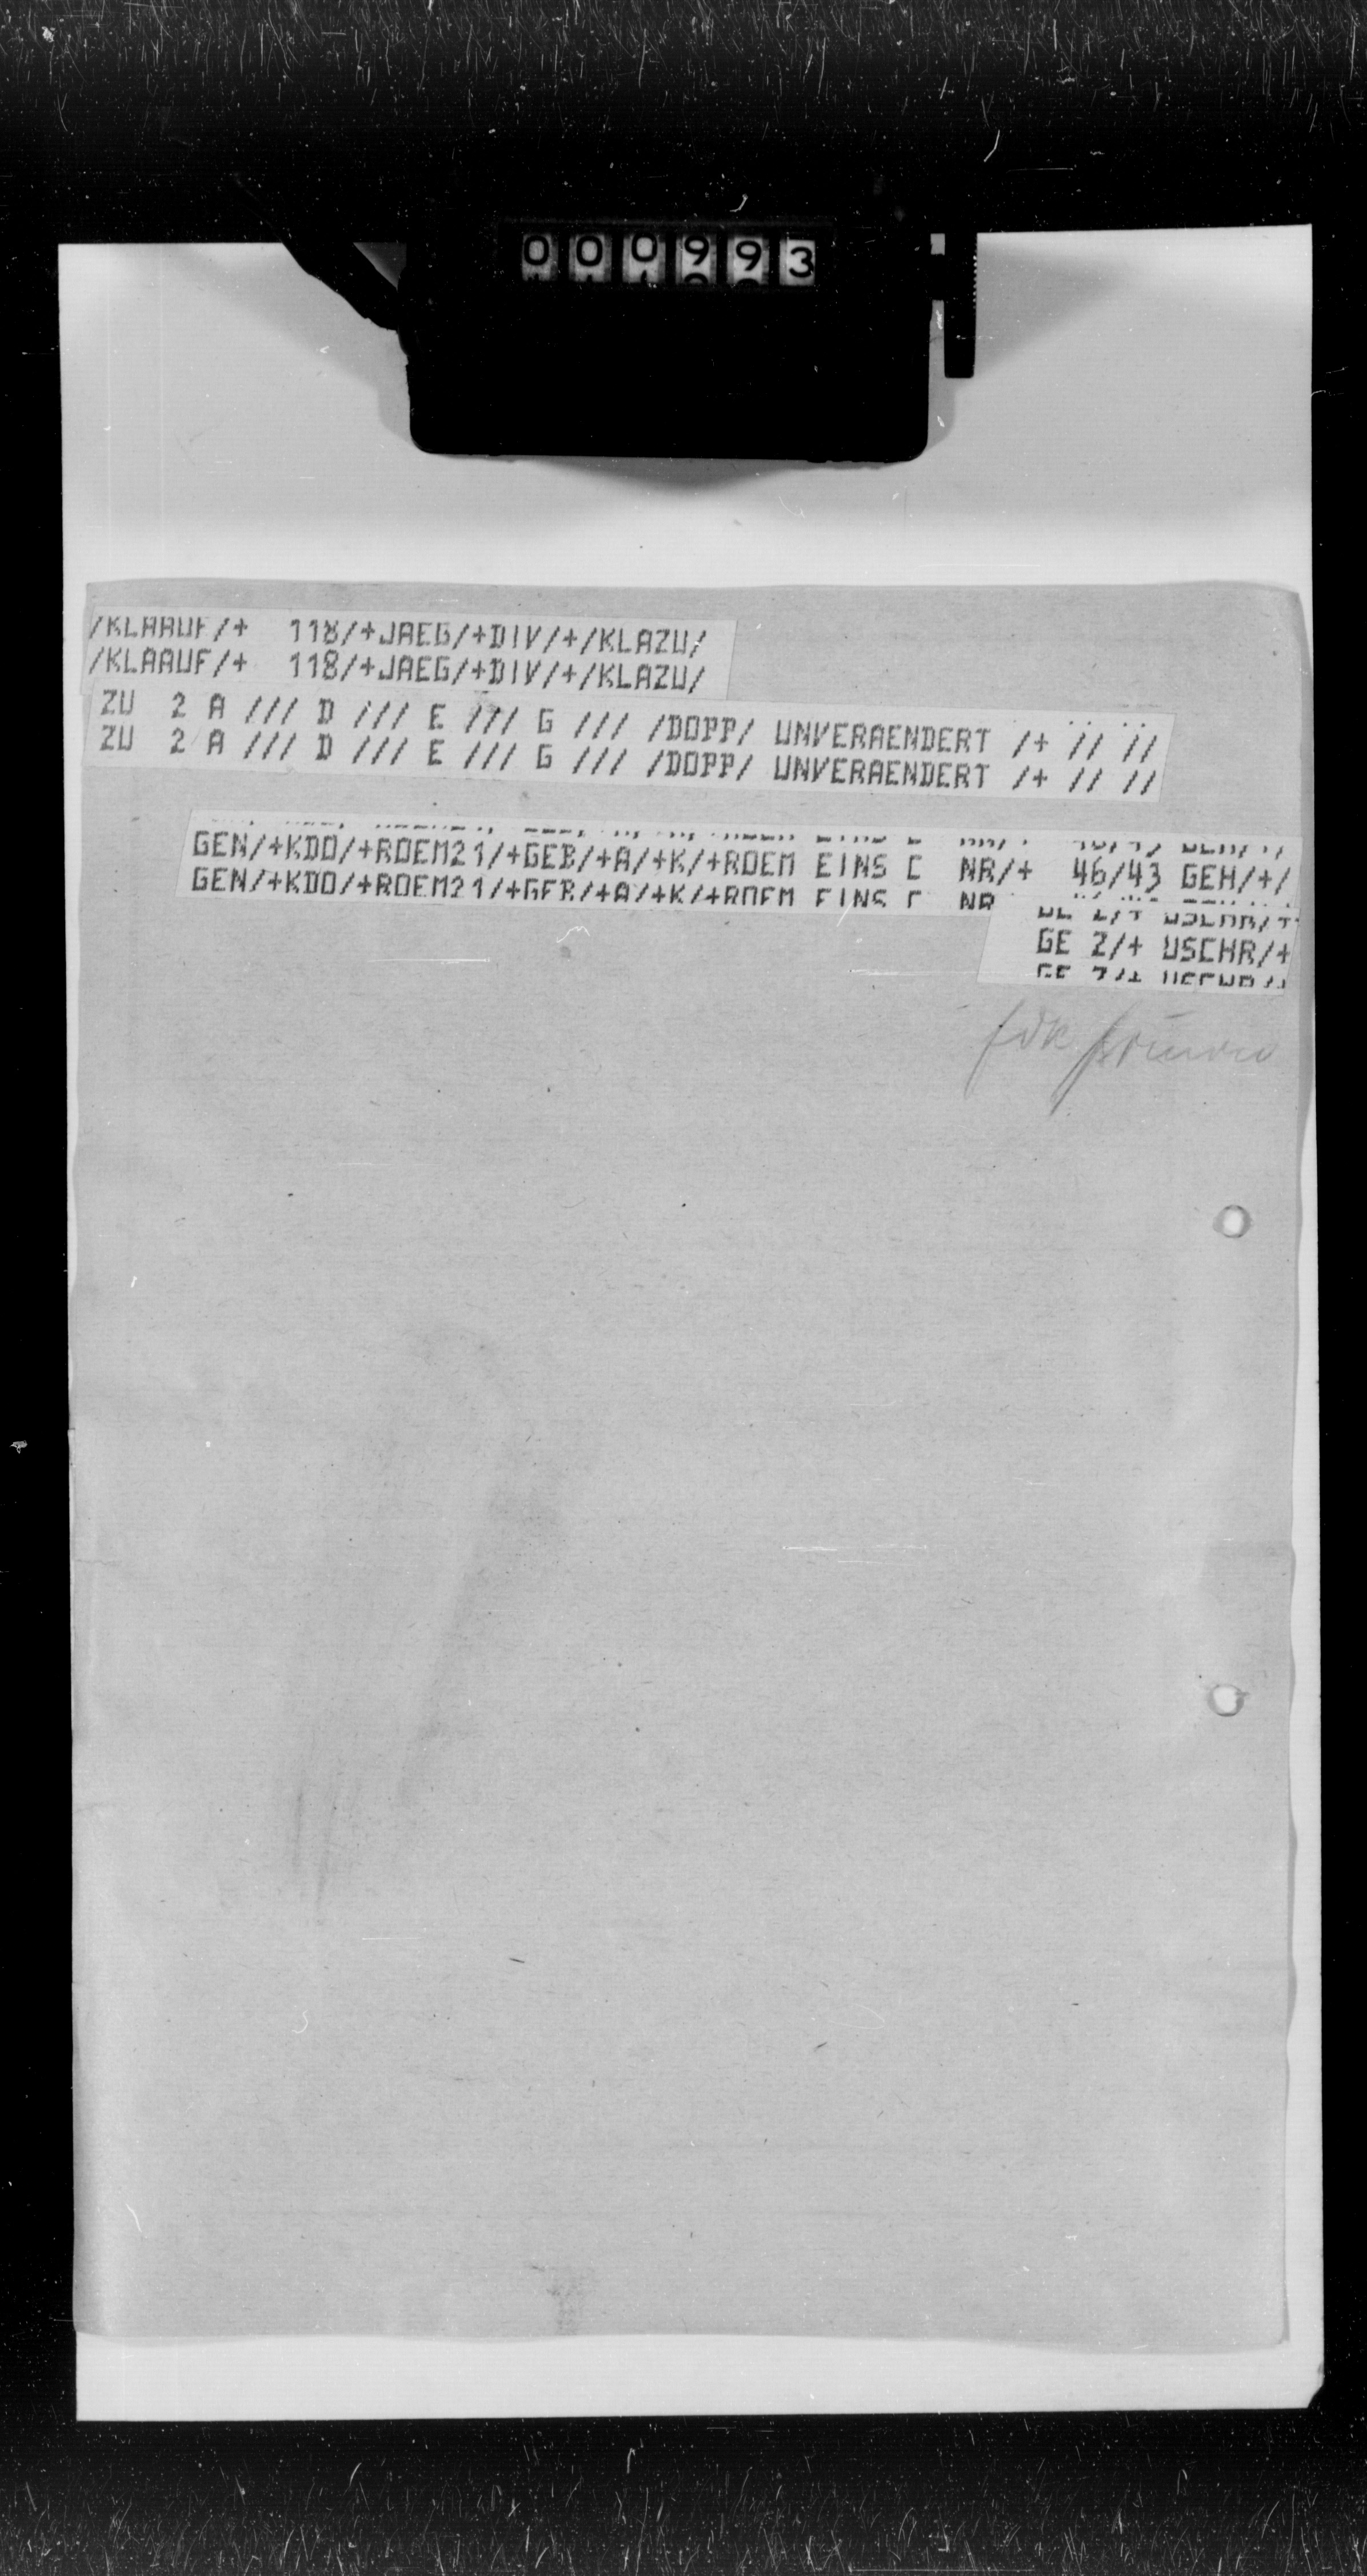 000993
/KLAAUF/+ 118/+JAEG/+DIV/+/KLAZU/
/KLAAUF/+ 118/+JAEG/+DIV/+/KLAZU/
ZU 2 A /// D /// E /// G /// /DOPP/ UNVERAENDERT /+ // //
ZU 2 A /// D /// E /// G /// /DOPP/ UNVERAENDERT /+ // //
GEN/+KDO/+ROEM21/+GEB/+A/+K/+ROEM EINS C NR/+ 46/43 GEH/+/
GEN/+KDO/+ROEM21/+GEB/+A/+K/+ROEM EINS C NR
GE Z/+ USCHR/+